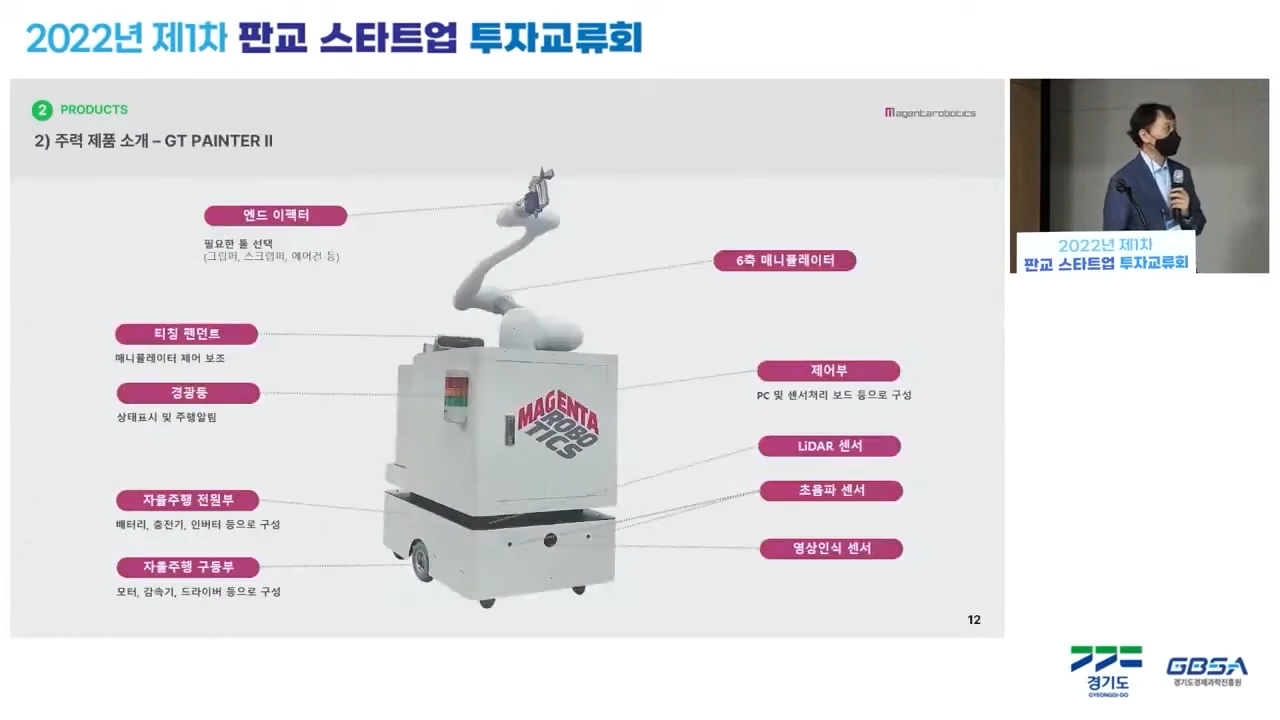 2022년 제1차 판교 스타트업 투자교류회
2 PRODUCTS
2) 주력 제품 소개 – GT PAINTER II
Magentarobotics
엔드 이펙터
필요한 툴 선택
(그립퍼, 스크랩퍼, 에어건 등)
6축 매니퓰레이터
티칭 펜던트
매니퓰레이터 제어 보조
경광등
상태표시 및 주행알림
제어부
PC 및 센서처리 보드 등으로 구성
MAGENTA
ROBO
TICS
LiDAR 센서
초음파 센서
자율주행 전원부
배터리, 충전기, 인버터 등으로 구성
영상인식 센서
자율주행 구동부
모터, 감속기, 드라이버 등으로 구성
12
2022년 제1차
판교 스타트업 투자교류회
경기도
GYEONGGI-DO
GBSA
경기도경제과학진흥원